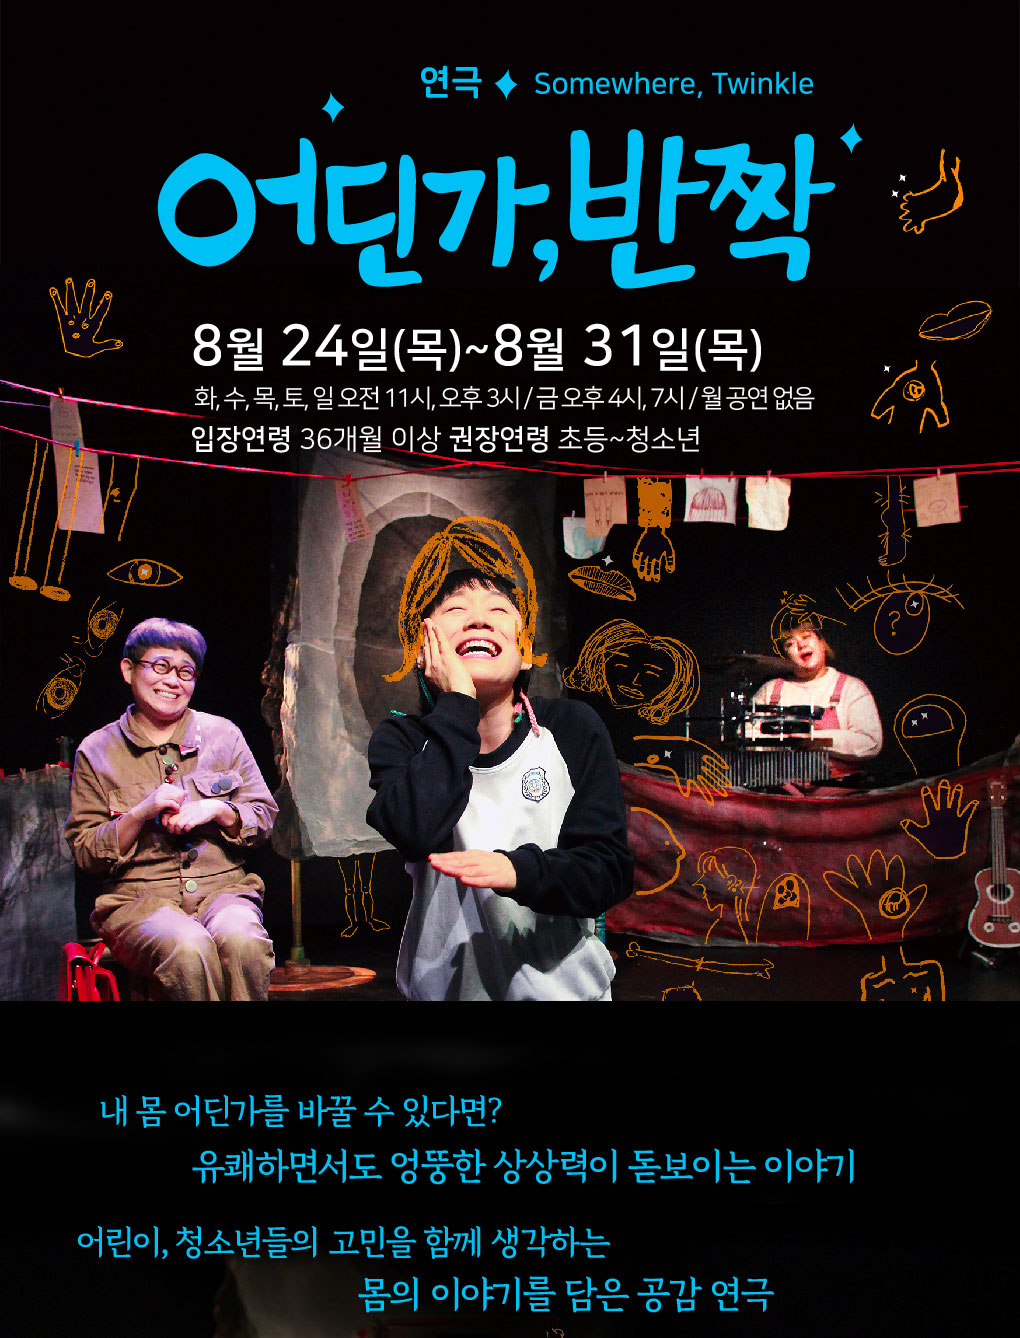 연극 Somewhere, Twinkle
어딘가, 반짝
8월 24일(목)~8월 31일(목)
화, 수, 목, 토, 일 오전 11시, 오후 3시 / 금 오후 4시, 7시 / 월 공연 없음
입장연령 36개월 이상 권장연령 초등~청소년
?
내 몸 어딘가를 바꿀 수 있다면?
유쾌하면서도 엉뚱한 상상력이 돋보이는 이야기
어린이, 청소년들의 고민을 함께 생각하는
몸의 이야기를 담은 공감 연극